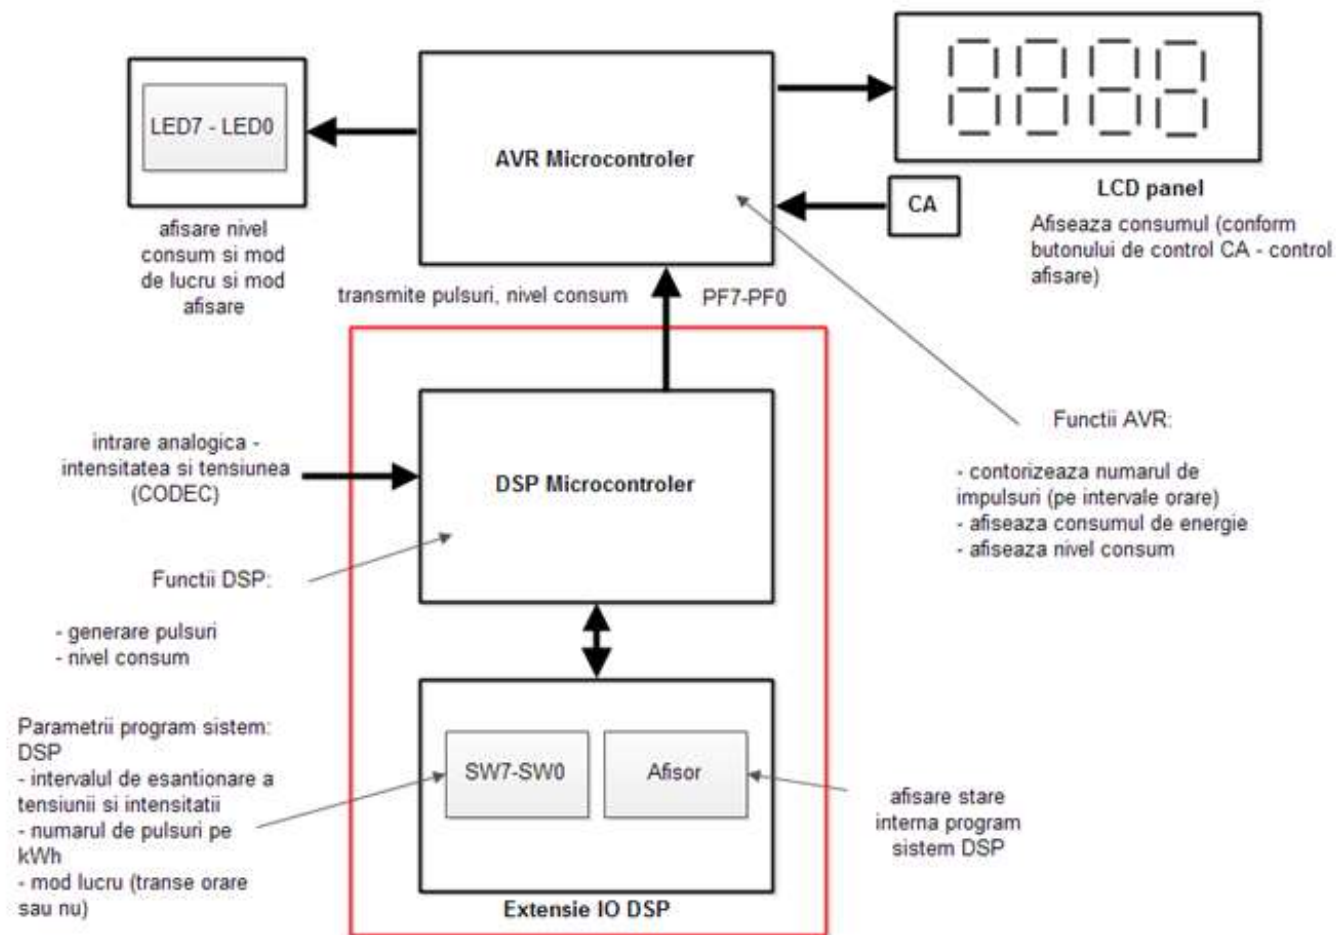 LED7 - LED0
afisare nivel
consum si mod
de lucru si mod
afisare
AVR Microcontroler
CA
LCD panel
Afiseaza consumul (conform
butonului de control CA - control
afisare)
transmite pulsuri, nivel consum
PF7-PF0
intrare analogica -
intensitatea si tensiunea
(CODEC)
DSP Microcontroler
Functii AVR:
- contorizeaza numarul de
impulsuri (pe intervale orare)
- afiseaza consumul de energie
- afiseaza nivel consum
Functii DSP:
- generare pulsuri
- nivel consum
Parametrii program sistem:
DSP
- intervalul de esantionare a
tensiunii si intensitatii
- numarul de pulsuri pe
kWh
- mod lucru (transe orare
sau nu)
SW7-SW0
Afisor
afisare stare
interna program
sistem DSP
Extensie IO DSP